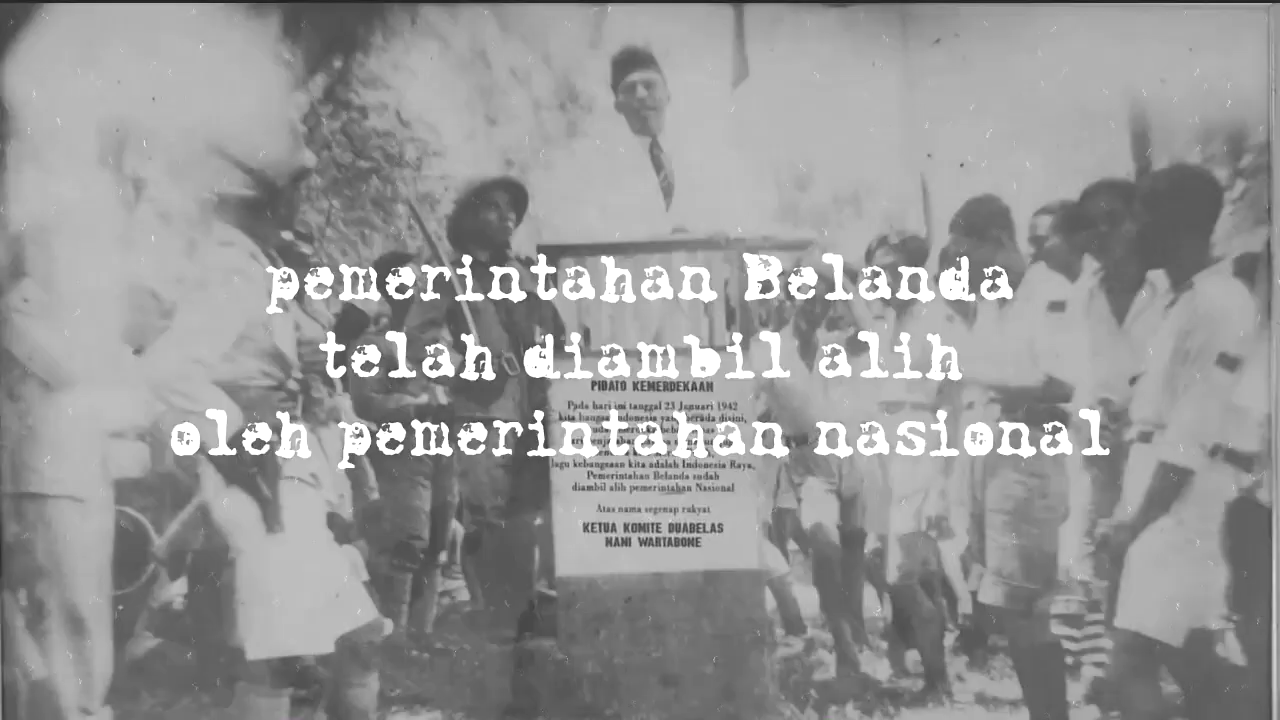 pemerintahan Belanda
telah diambil alih
oleh pemerintahan nasional
PIDATO KEMERDEKAAN
Pada hari ini tanggal 23 Januari 1942
kita bangsa Indonesia yang berada disini,
lagu kebangsaan kita adalah Indonesia Raya,
Pemerintahan Belanda sudah
diambil alih pemerintahan Nasional
Atas nama segenap rakyat
KETUA KOMITE DUABELAS
NANI WARTABONE